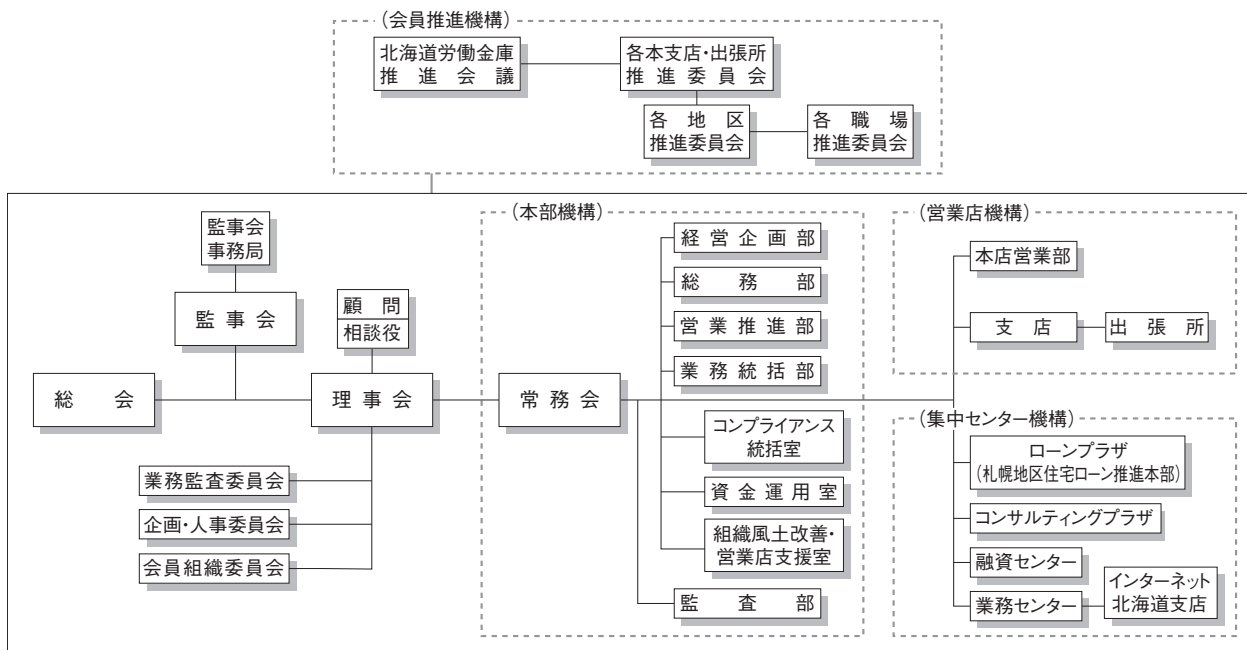 （会員推進機構）
北海道労働金庫
推進会議
各本支店・出張所
推進委員会
各地区
推進委員会
各職場
推進委員会
監事会
事務局
監事会
顧問
相談役
総会
理事会
業務監査委員会
企画・人事委員会
会員組織委員会
（本部機構）
常務会
経営企画部
総務部
営業推進部
業務統括部
コンプライアンス
統括室
資金運用室
組織風土改善・
営業店支援室
監査部
（営業店機構）
本店営業部
支店
出張所
（集中センター機構）
ローンプラザ
（札幌地区住宅ローン推進本部）
コンサルティングプラザ
融資センター
業務センター
インターネット
北海道支店